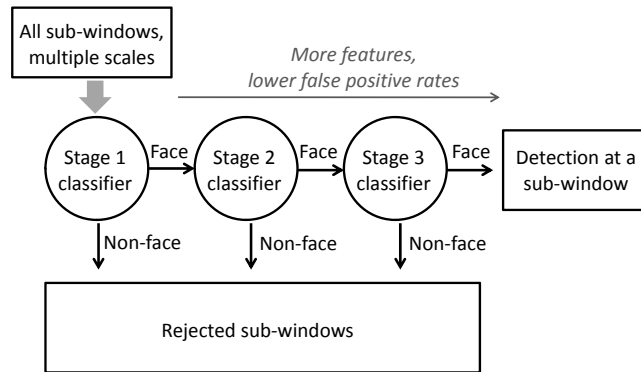 All sub-windows,
multiple scales
More features,
lower false positive rates
Stage 1
classifier
Face
Stage 2
classifier
Face
Stage 3
classifier
Face
Detection at a
sub-window
Non-face
Non-face
Non-face
Rejected sub-windows